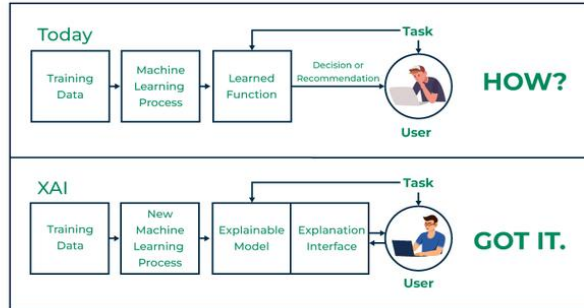 Today
Task
Training
Data
Machine
Learning
Process
Learned
Function
Decision or
Recommendation
User
HOW?
XAI
Task
Training
Data
New
Machine
Learning
Process
Explainable
Model
Explanation
Interface
User
GOT IT.